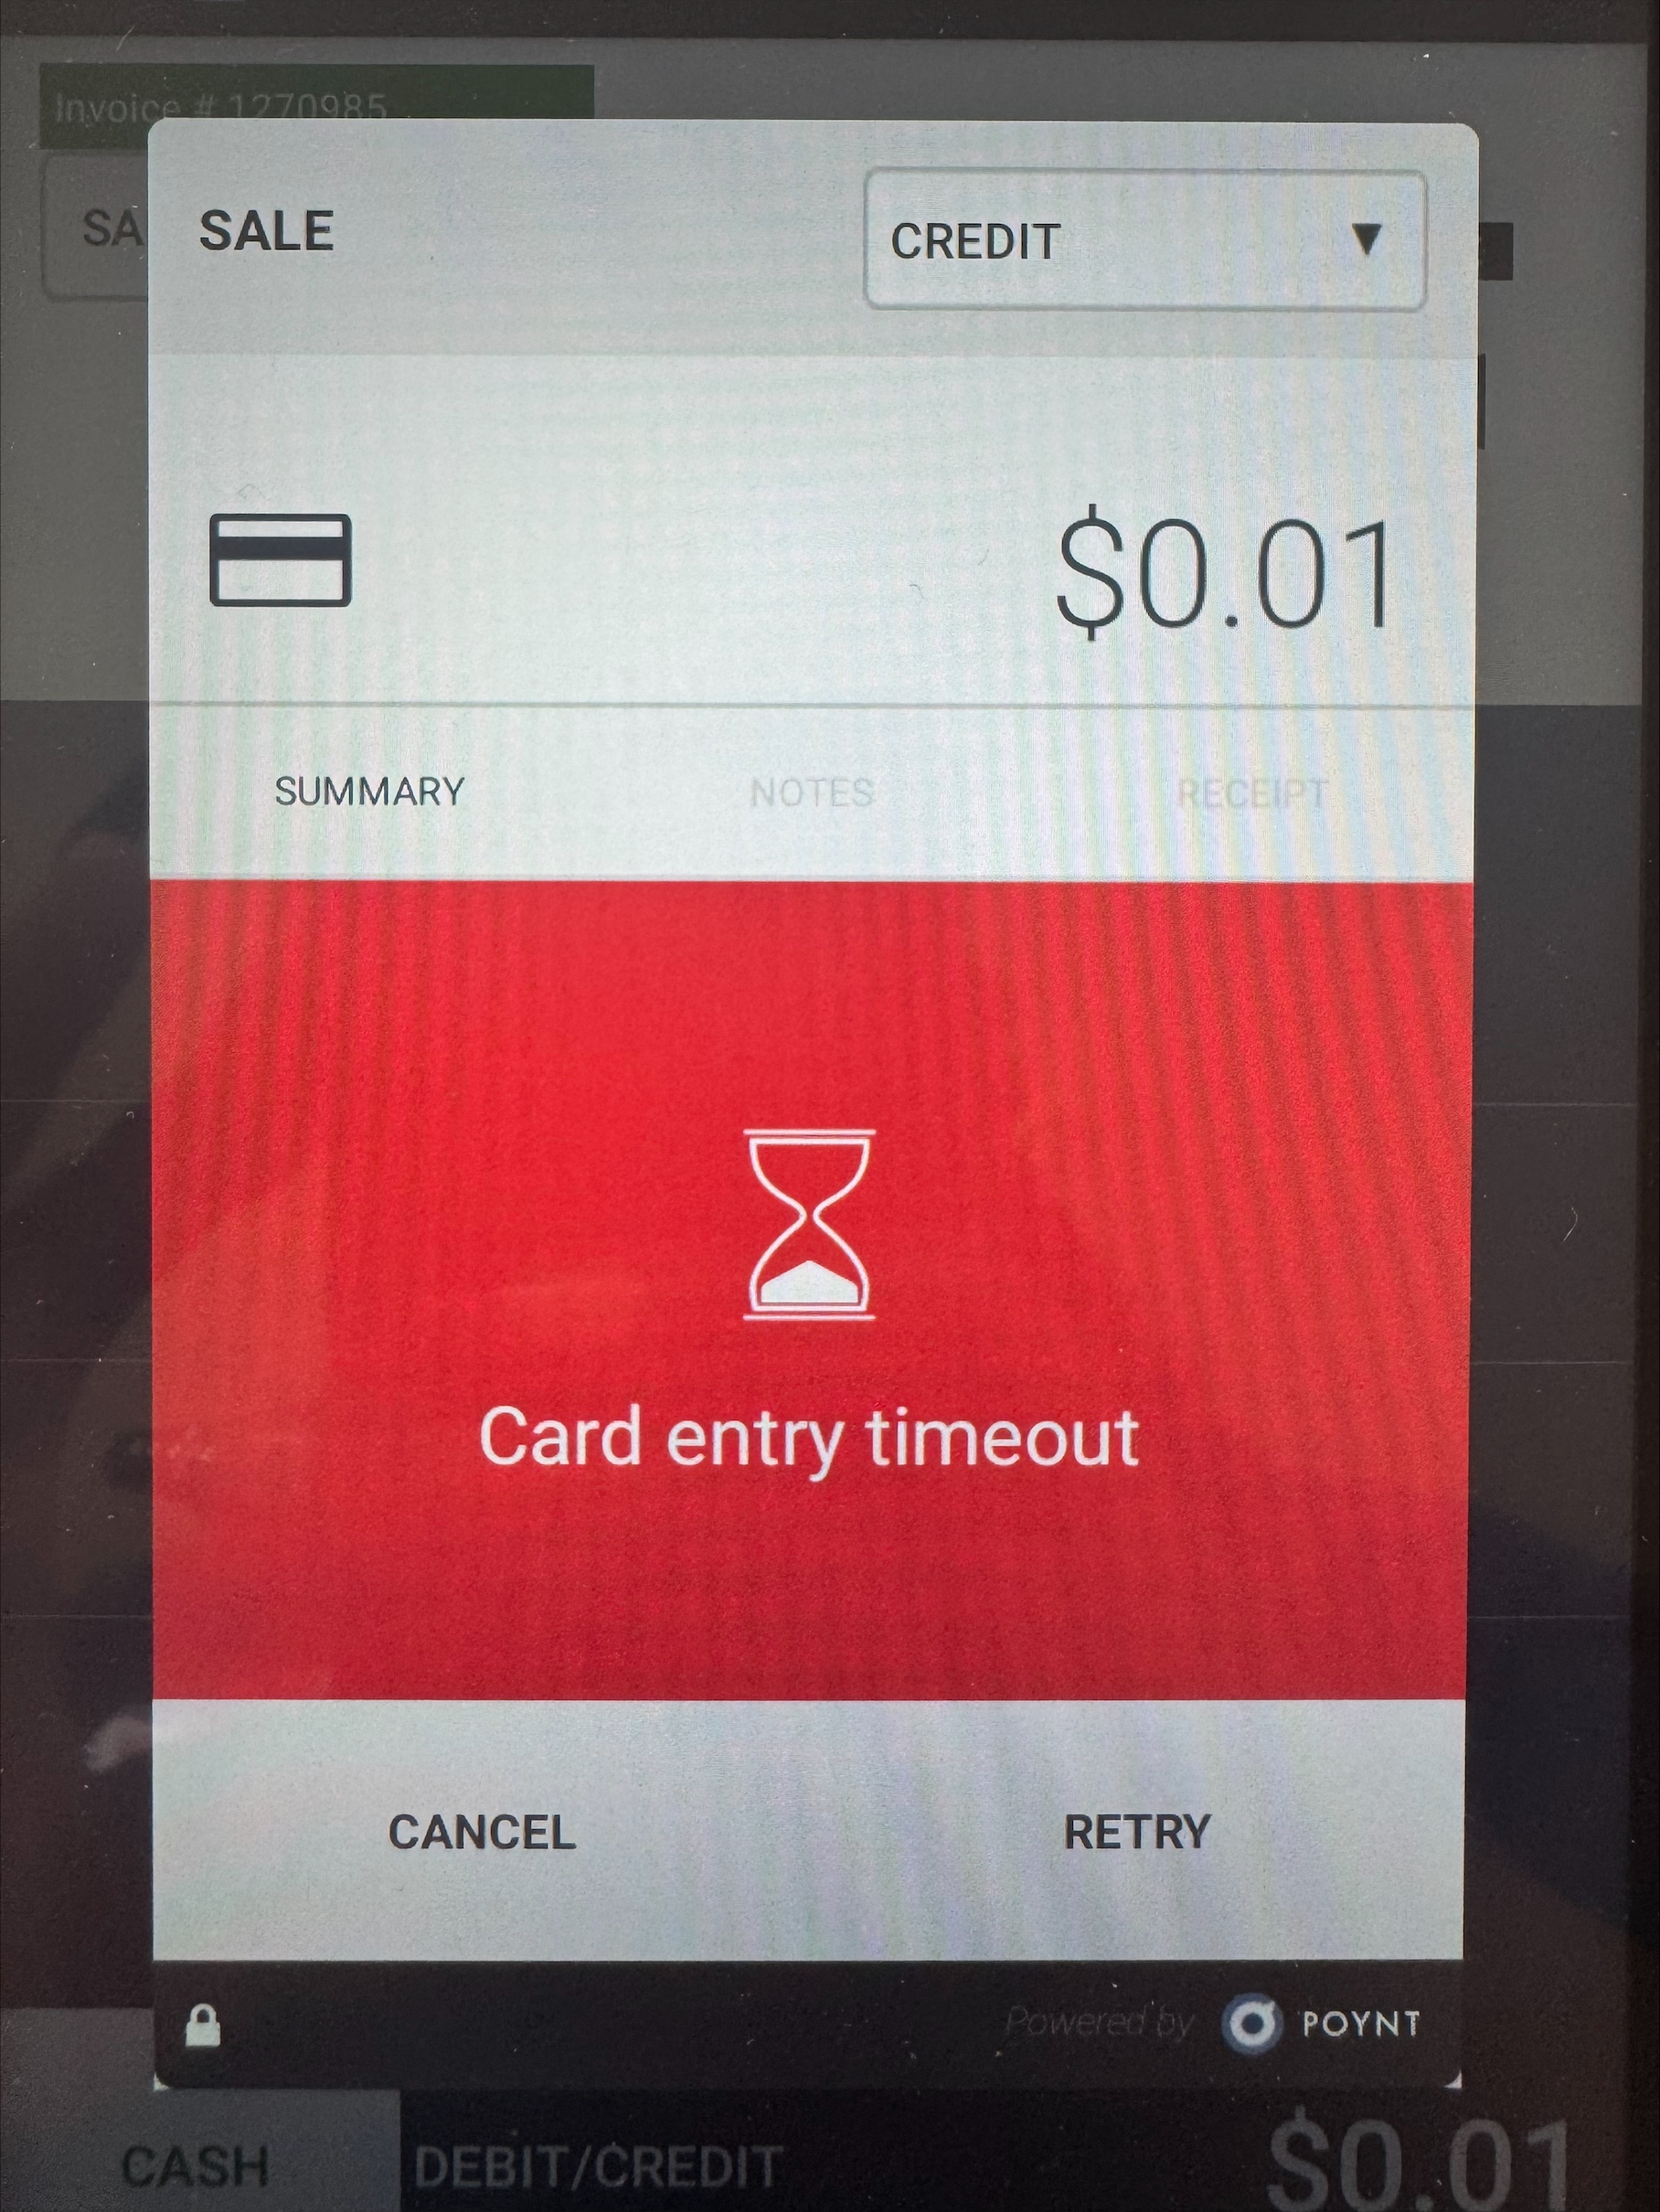 Invoice # 1270985
SA
SALE
CREDIT
$0.01
SUMMARY
NOTES
RECEIPT
Card entry timeout
CANCEL
RETRY
Powered by POYNT
CASH
DEBIT/CREDIT
$0.01